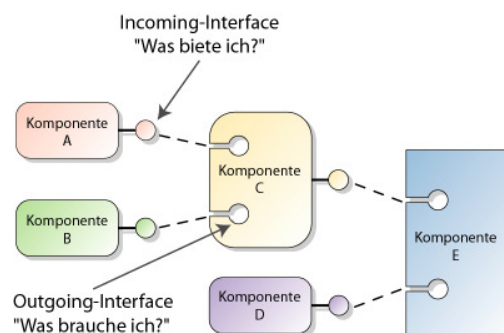 Incoming-Interface
"Was biete ich?"
Komponente
A
Komponente
C
Komponente
B
Komponente
E
Outgoing-Interface
"Was brauche ich?"
Komponente
D